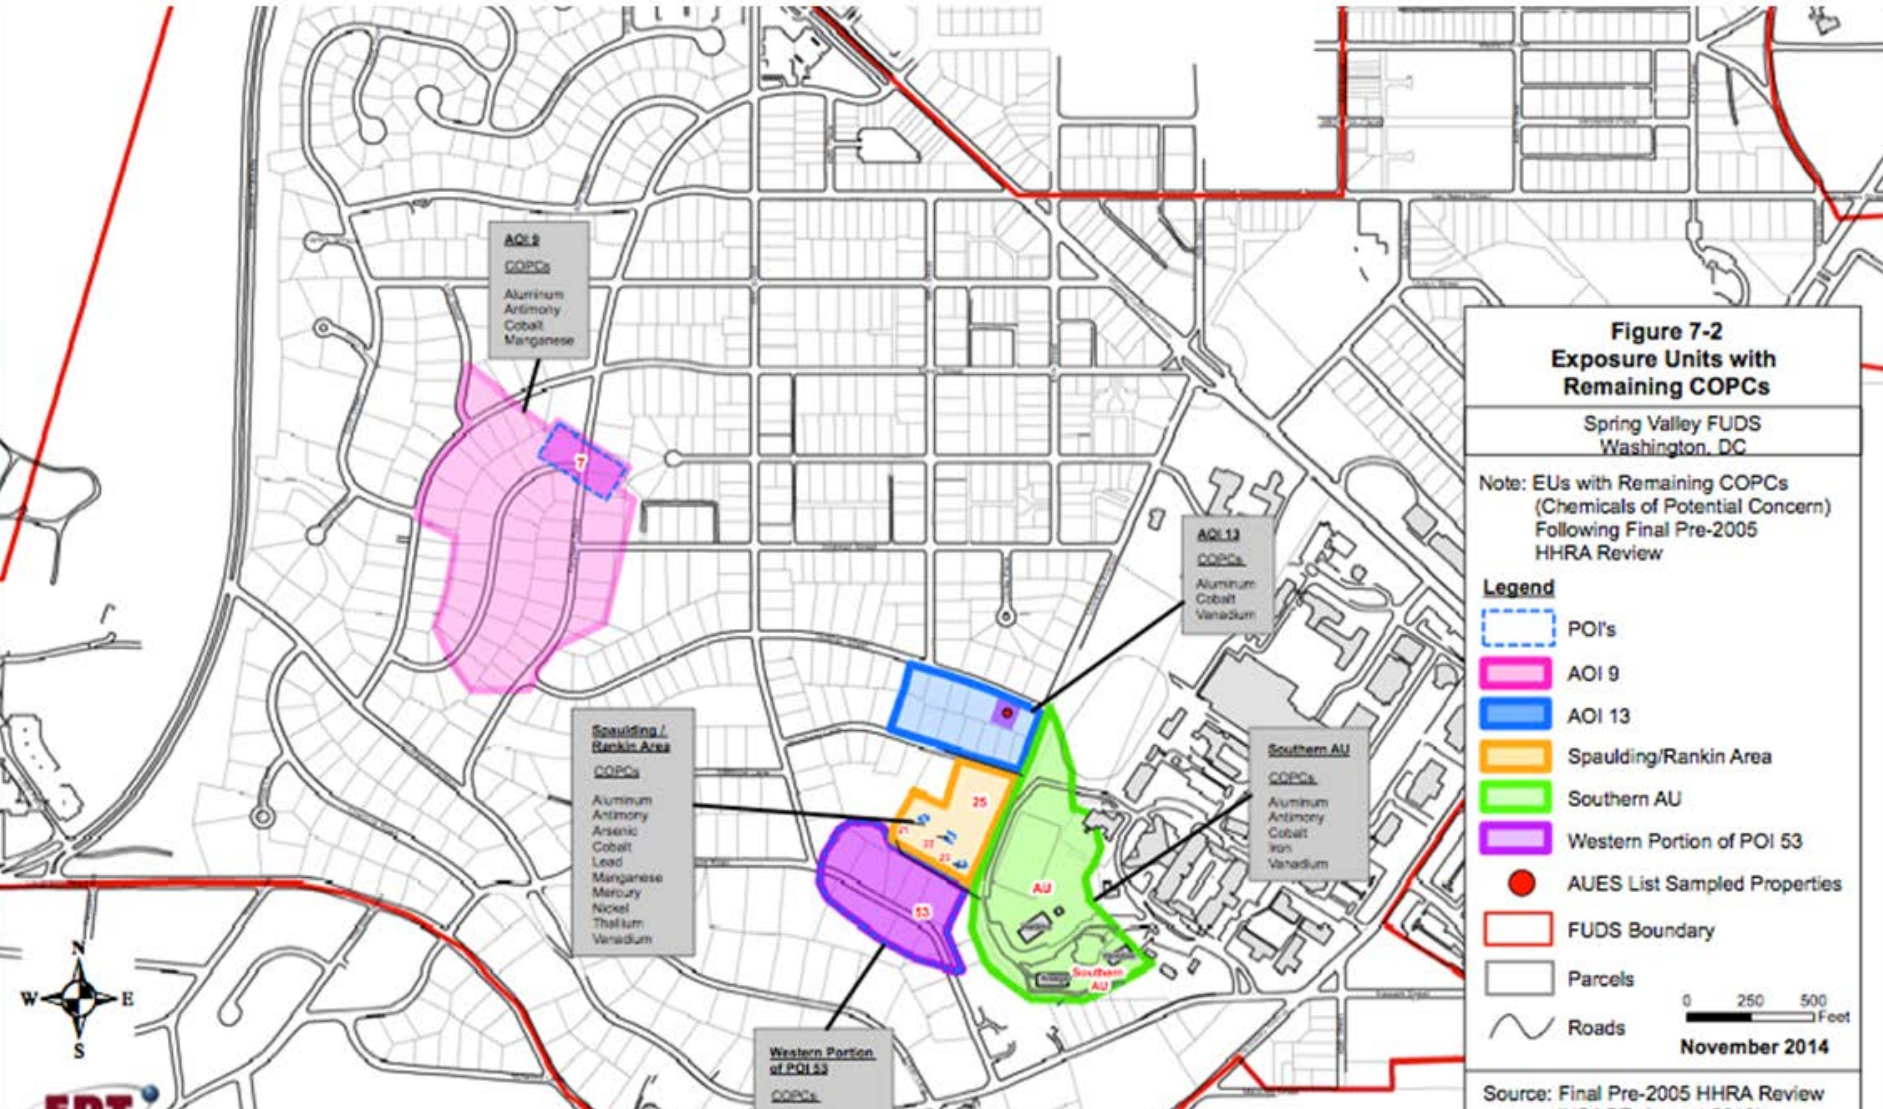 AOI 9
COPCs
Aluminum
Antimony
Cobalt
Manganese
7
AOI 13
COPCs
Aluminum
Cobalt
Vanadium
Spaulding /
Rankin Area
COPCs
Aluminum
Antimony
Arsenic
Cobalt
Lead
Manganese
Mercury
Nickel
Thallium
Vanadium
25
53
AU
Southern
AU
Southern AU
COPCs
Aluminum
Antimony
Cobalt
Iron
Vanadium
Western Portion
of POI 53
COPCs
N
W
E
S
Figure 7-2
Exposure Units with
Remaining COPCs
Spring Valley FUDS
Washington, DC
Note: EUs with Remaining COPCs
(Chemicals of Potential Concern)
Following Final Pre-2005
HHRA Review
Legend
POI's
AOI 9
AOI 13
Spaulding/Rankin Area
Southern AU
Western Portion of POI 53
AUES List Sampled Properties
FUDS Boundary
Parcels
Roads
0 250 500
Feet
November 2014
Source: Final Pre-2005 HHRA Review